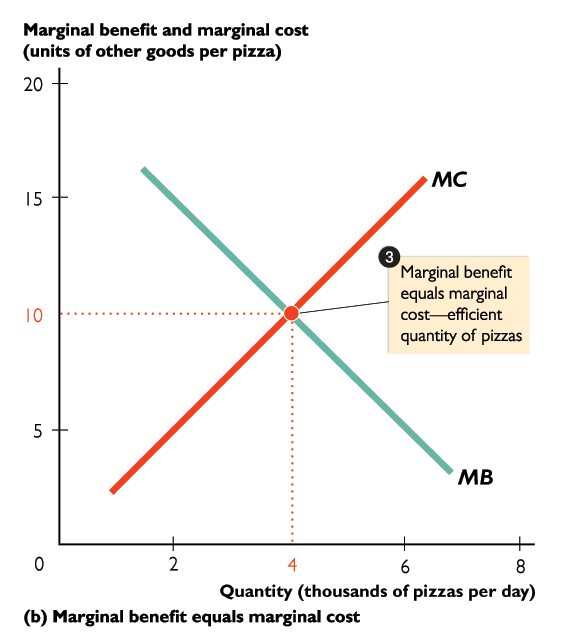 Marginal benefit and marginal cost
(units of other goods per pizza)
20
15
MC
3
Marginal benefit
equals marginal
cost—efficient
quantity of pizzas
10
5
MB
0
2
4
6
8
Quantity (thousands of pizzas per day)
(b) Marginal benefit equals marginal cost